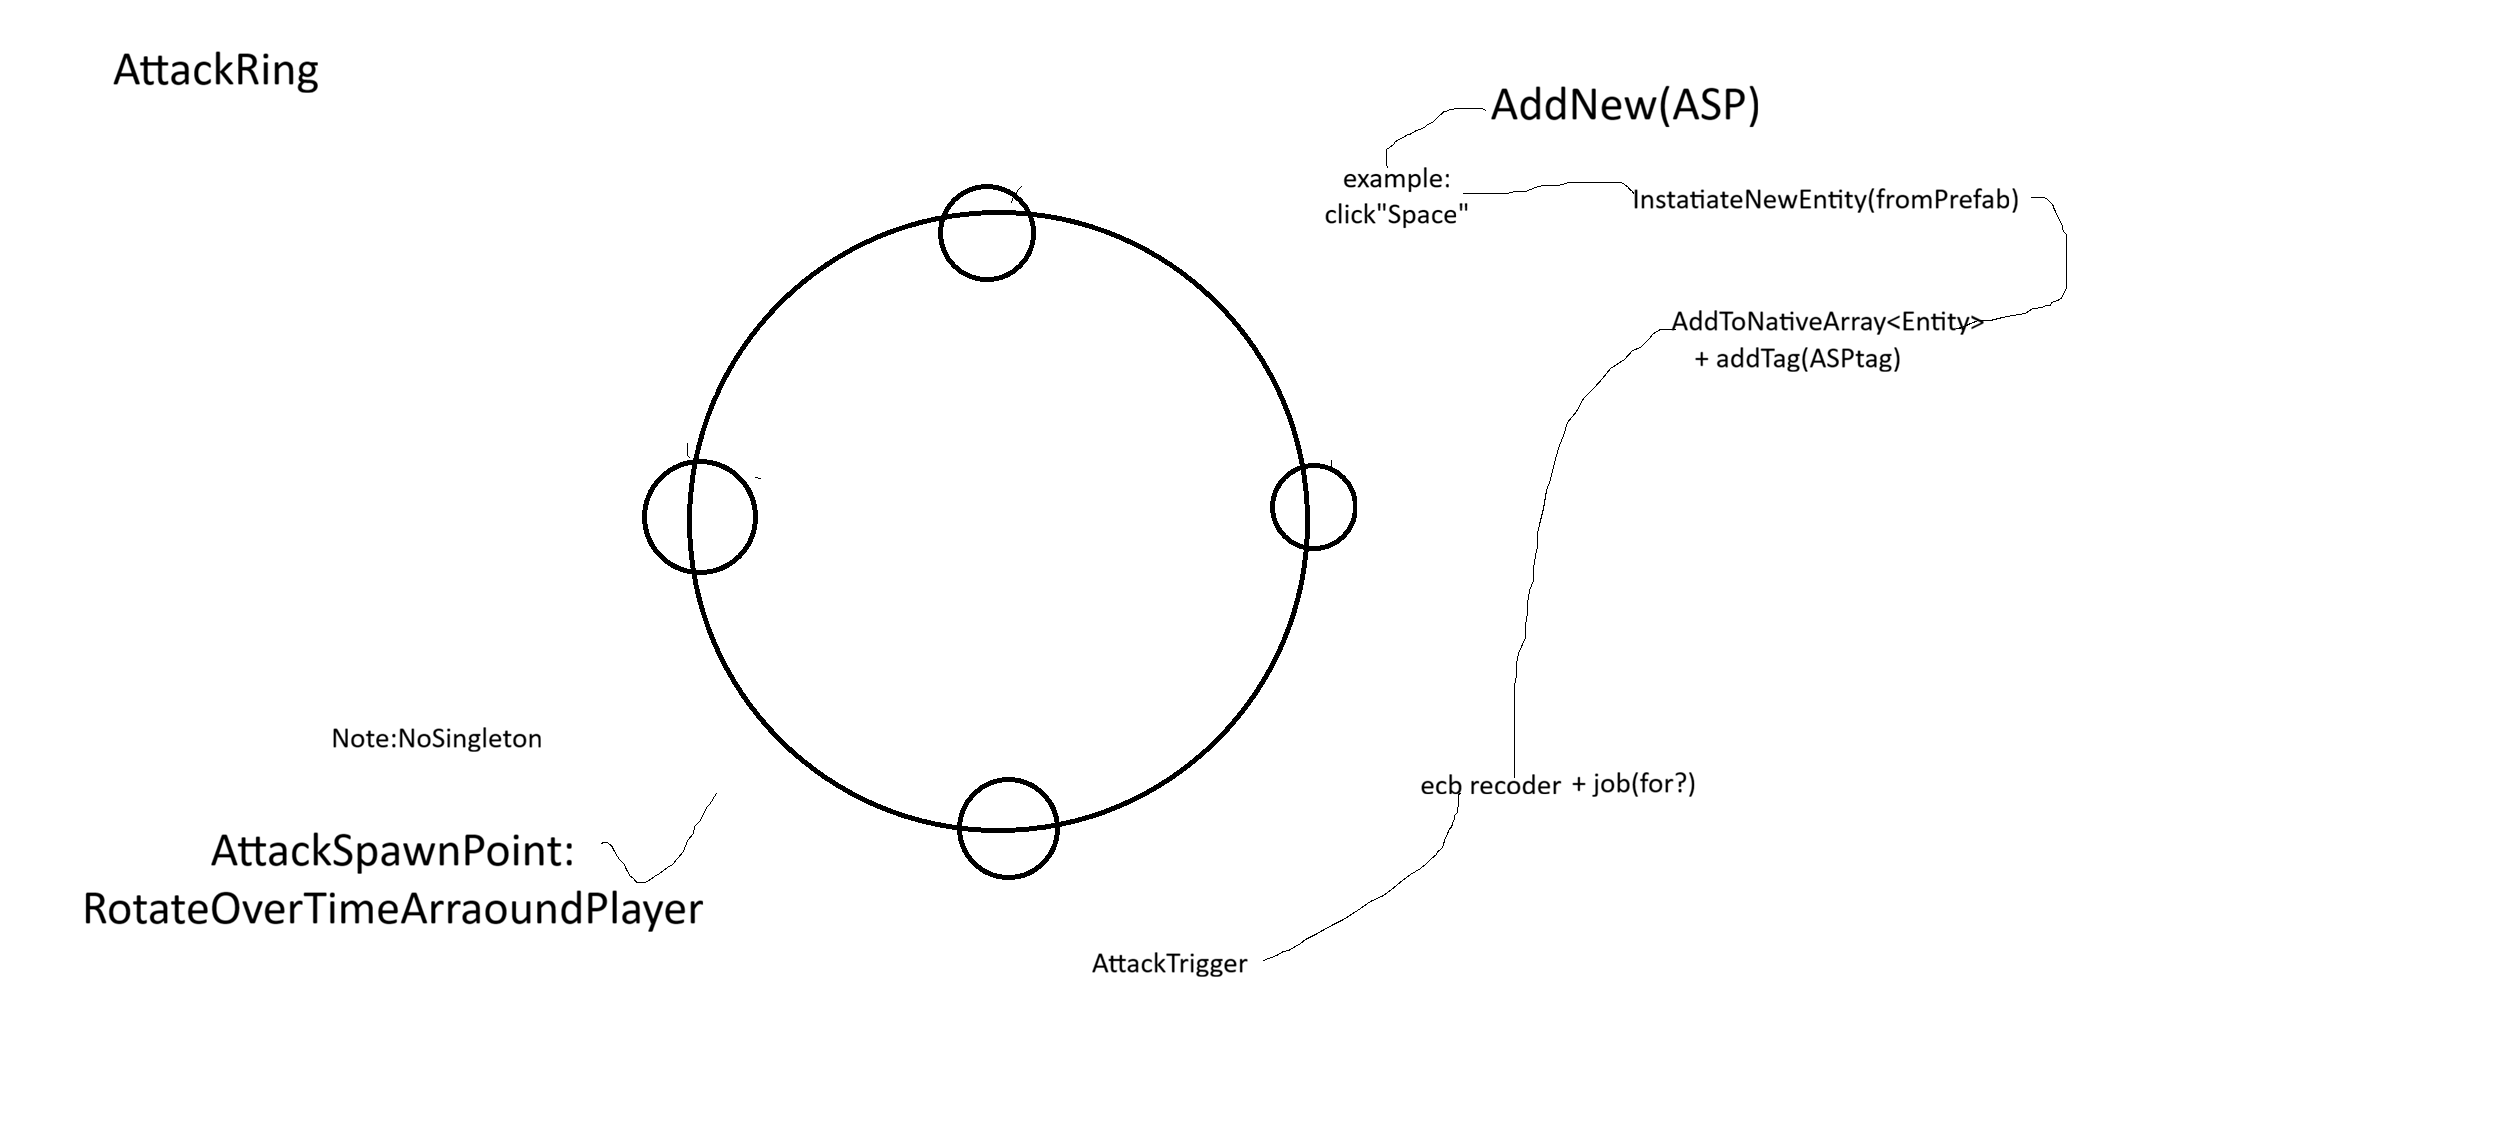 AttackRing
AddNew(ASP)
example:
click"Space"
InstatiateNewEntity(fromPrefab)
AddToNativeArray<Entity>
+ addTag(ASPtag)
Note:NoSingleton
ecb recoder + job(for?)
AttackSpawnPoint:
RotateOverTimeArraoundPlayer
AttackTrigger